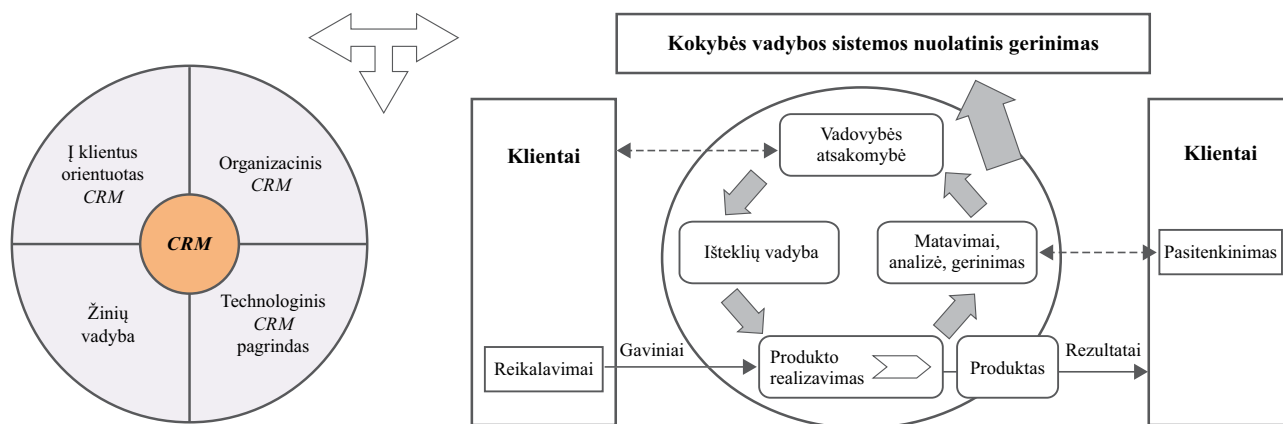 Į klientus
orientuotas
CRM
Organizacinis
CRM
CRM
Žinių
vadyba
Technologinis
CRM
pagrindas
Kokybės vadybos sistemos nuolatinis gerinimas
Klientai
Reikalavimai
Vadovybės
atsakomybė
Išteklių vadyba
Matavimai,
analizė, gerinimas
Gaviniai
Produkto
realizavimas
Produktas
Rezultatai
Klientai
Pasitenkinimas